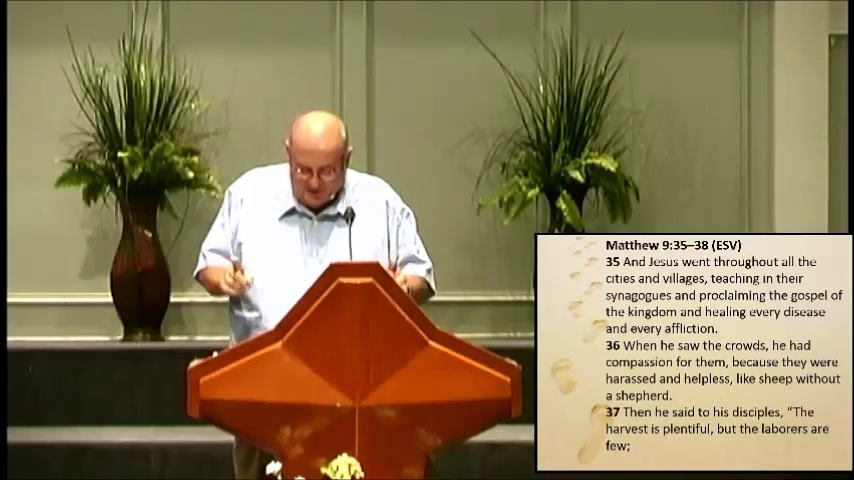 Matthew 9:35–38 (ESV)
35 And Jesus went throughout all the
cities and villages, teaching in their
synagogues and proclaiming the gospel of
the kingdom and healing every disease
and every affliction.
36 When he saw the crowds, he had
compassion for them, because they were
harassed and helpless, like sheep without
a shepherd.
37 Then he said to his disciples, “The
harvest is plentiful, but the laborers are
few;